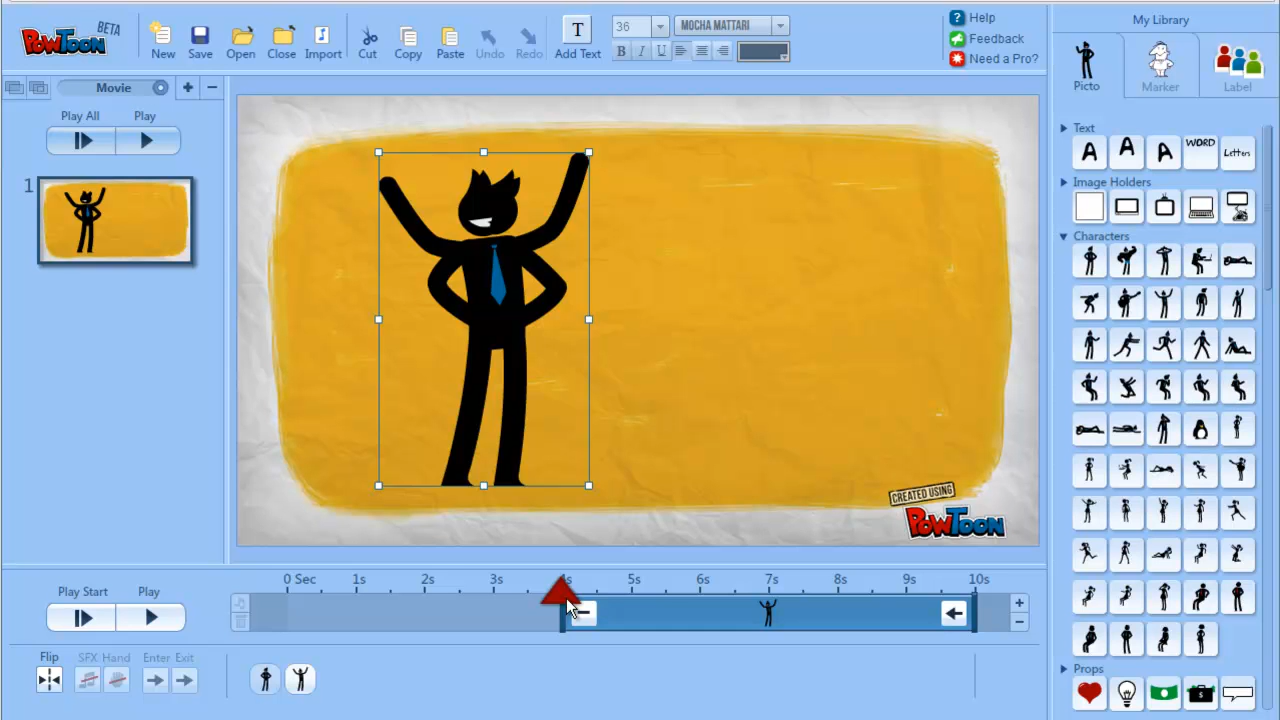 PowToon BETA
New Save Open Close Import Cut Copy Paste Undo Redo Add Text
T
36 MOCHA MATTARI
B I U
Help
Feedback
Need a Pro?
My Library
Picto Marker Label
Movie
Play All Play
1
Text
A A A WORD Letters
Image Holders
Characters
Props
CREATED USING
PowToon
0 Sec 1s 2s 3s 4s 5s 6s 7s 8s 9s 10s
Play Start Play
Flip SFX Hand Enter Exit